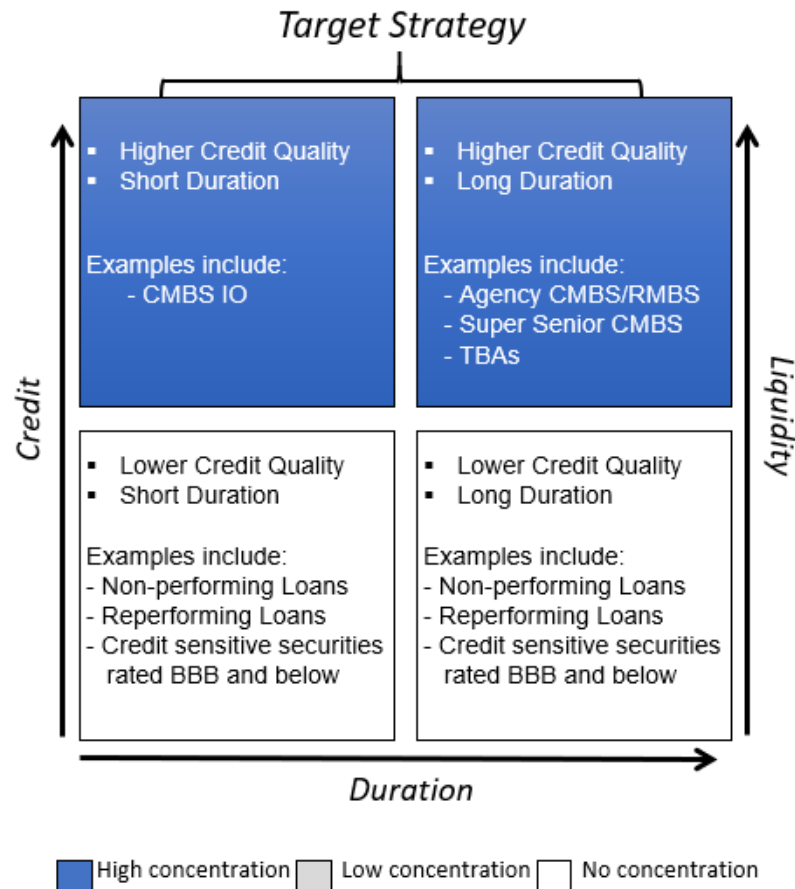 Target Strategy
▪ Higher Credit Quality
▪ Short Duration
Examples include:
- CMBS IO
▪ Higher Credit Quality
▪ Long Duration
Examples include:
- Agency CMBS/RMBS
- Super Senior CMBS
- TBAs
Credit
Liquidity
▪ Lower Credit Quality
▪ Short Duration
Examples include:
- Non-performing Loans
- Reperforming Loans
- Credit sensitive securities
rated BBB and below
▪ Lower Credit Quality
▪ Long Duration
Examples include:
- Non-performing Loans
- Reperforming Loans
- Credit sensitive securities
rated BBB and below
Duration
High concentration Low concentration No concentration